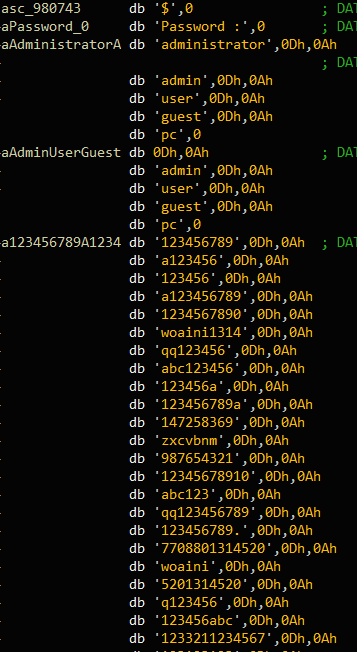 asc_980743 db '$',0 ; DAT
aPassword_0 db 'Password :',0 ; DAT
aAdministratorA db 'administrator',0Dh,0Ah
; DAT
db 'admin',0Dh,0Ah
db 'user',0Dh,0Ah
db 'guest',0Dh,0Ah
db 'pc',0
aAdminUserGuest db 0Dh,0Ah ; DAT
db 'admin',0Dh,0Ah
db 'user',0Dh,0Ah
db 'guest',0Dh,0Ah
db 'pc',0
a123456789A1234 db '123456789',0Dh,0Ah ; DAT
db 'a123456',0Dh,0Ah
db '123456',0Dh,0Ah
db 'a123456789',0Dh,0Ah
db '1234567890',0Dh,0Ah
db 'woaini1314',0Dh,0Ah
db 'qq123456',0Dh,0Ah
db 'abc123456',0Dh,0Ah
db '123456a',0Dh,0Ah
db '123456789a',0Dh,0Ah
db '147258369',0Dh,0Ah
db 'zxcvbnm',0Dh,0Ah
db '987654321',0Dh,0Ah
db '12345678910',0Dh,0Ah
db 'abc123',0Dh,0Ah
db 'qq123456789',0Dh,0Ah
db '123456789.',0Dh,0Ah
db '7708801314520',0Dh,0Ah
db 'woaini',0Dh,0Ah
db '5201314520',0Dh,0Ah
db 'q123456',0Dh,0Ah
db '123456abc',0Dh,0Ah
db '1233211234567',0Dh,0Ah